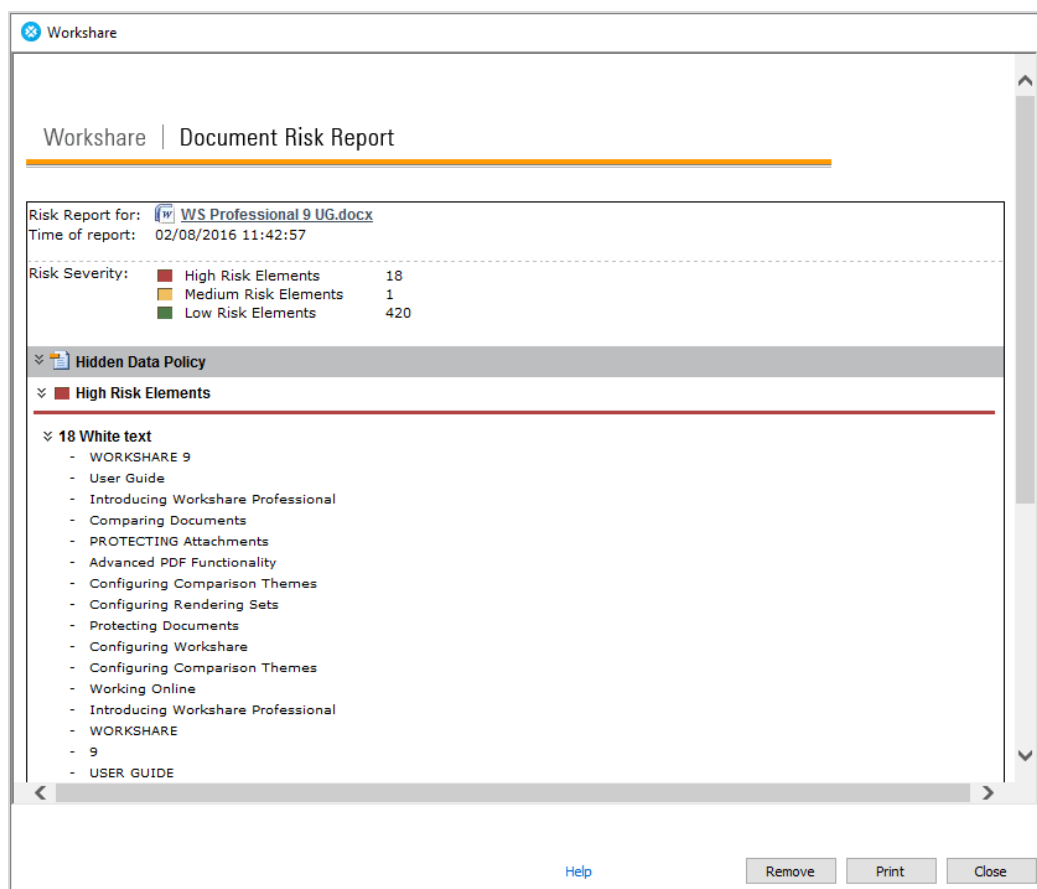 Workshare
Workshare | Document Risk Report
Risk Report for: WS Professional 9 UG.docx
Time of report: 02/08/2016 11:42:57
Risk Severity: High Risk Elements 18
Medium Risk Elements 1
Low Risk Elements 420
Hidden Data Policy
High Risk Elements
18 White text
- WORKSHARE 9
- User Guide
- Introducing Workshare Professional
- Comparing Documents
- PROTECTING Attachments
- Advanced PDF Functionality
- Configuring Comparison Themes
- Configuring Rendering Sets
- Protecting Documents
- Configuring Workshare
- Configuring Comparison Themes
- Working Online
- Introducing Workshare Professional
- WORKSHARE
- 9
- USER GUIDE
Help Remove Print Close